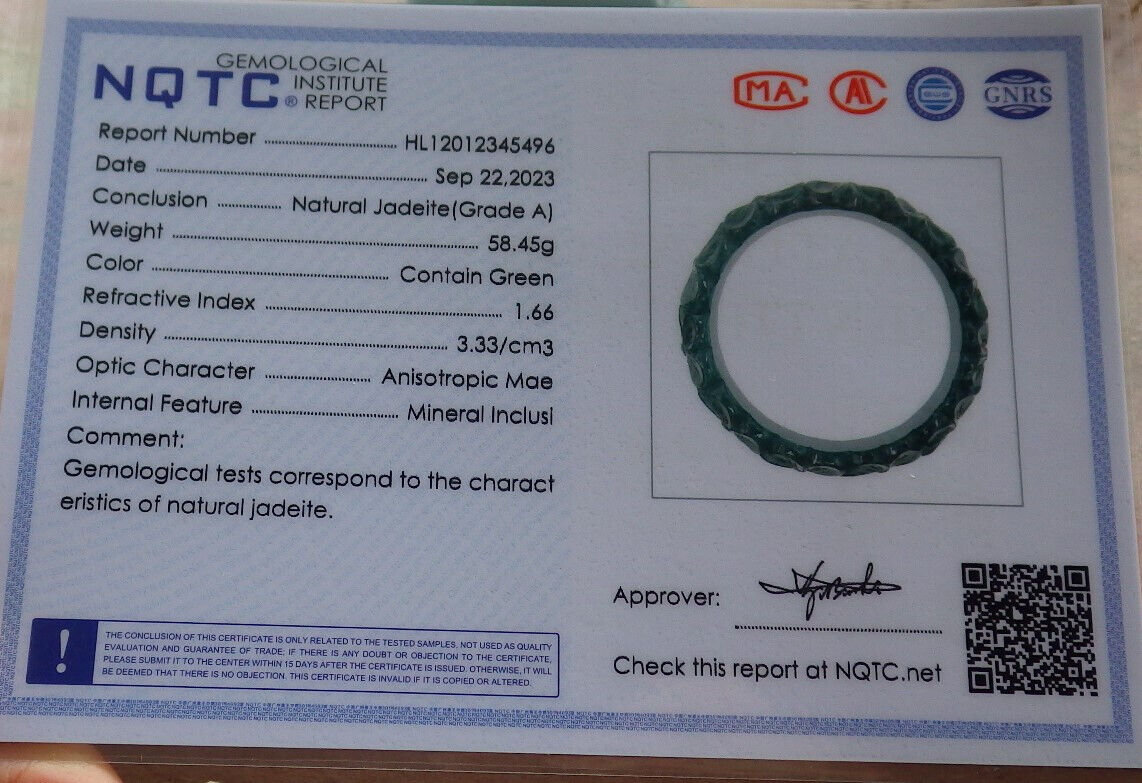 NQTC® GEMOLOGICAL
INSTITUTE
REPORT
MA
GNRS
Report Number ........ HL12012345496
Date ........ Sep 22,2023
Conclusion ........ Natural Jadeite(Grade A)
Weight ........ 58.45g
Color ........ Contain Green
Refractive Index ........ 1.66
Density ........ 3.33/cm3
Optic Character ........ Anisotropic Mae
Internal Feature ........ Mineral Inclusi
Comment:
Gemological tests correspond to the charact
eristics of natural jadeite.
! THE CONCLUSION OF THIS CERTIFICATE IS ONLY RELATED TO THE TESTED SAMPLES, NOT USED AS QUALITY
EVALUATION AND GUARANTEE OF TRADE; IF THERE IS ANY DOUBT OR OBJECTION TO THE CERTIFICATE,
PLEASE SUBMIT IT TO THE CENTER WITHIN 15 DAYS AFTER THE CERTIFICATE IS ISSUED. OTHERWISE, IT WILL
BE DEEMED THAT THERE IS NO OBJECTION. THIS CERTIFICATE IS INVALID IF IT IS COPIED OR ALTERED.
Approver:
Check this report at NQTC.net